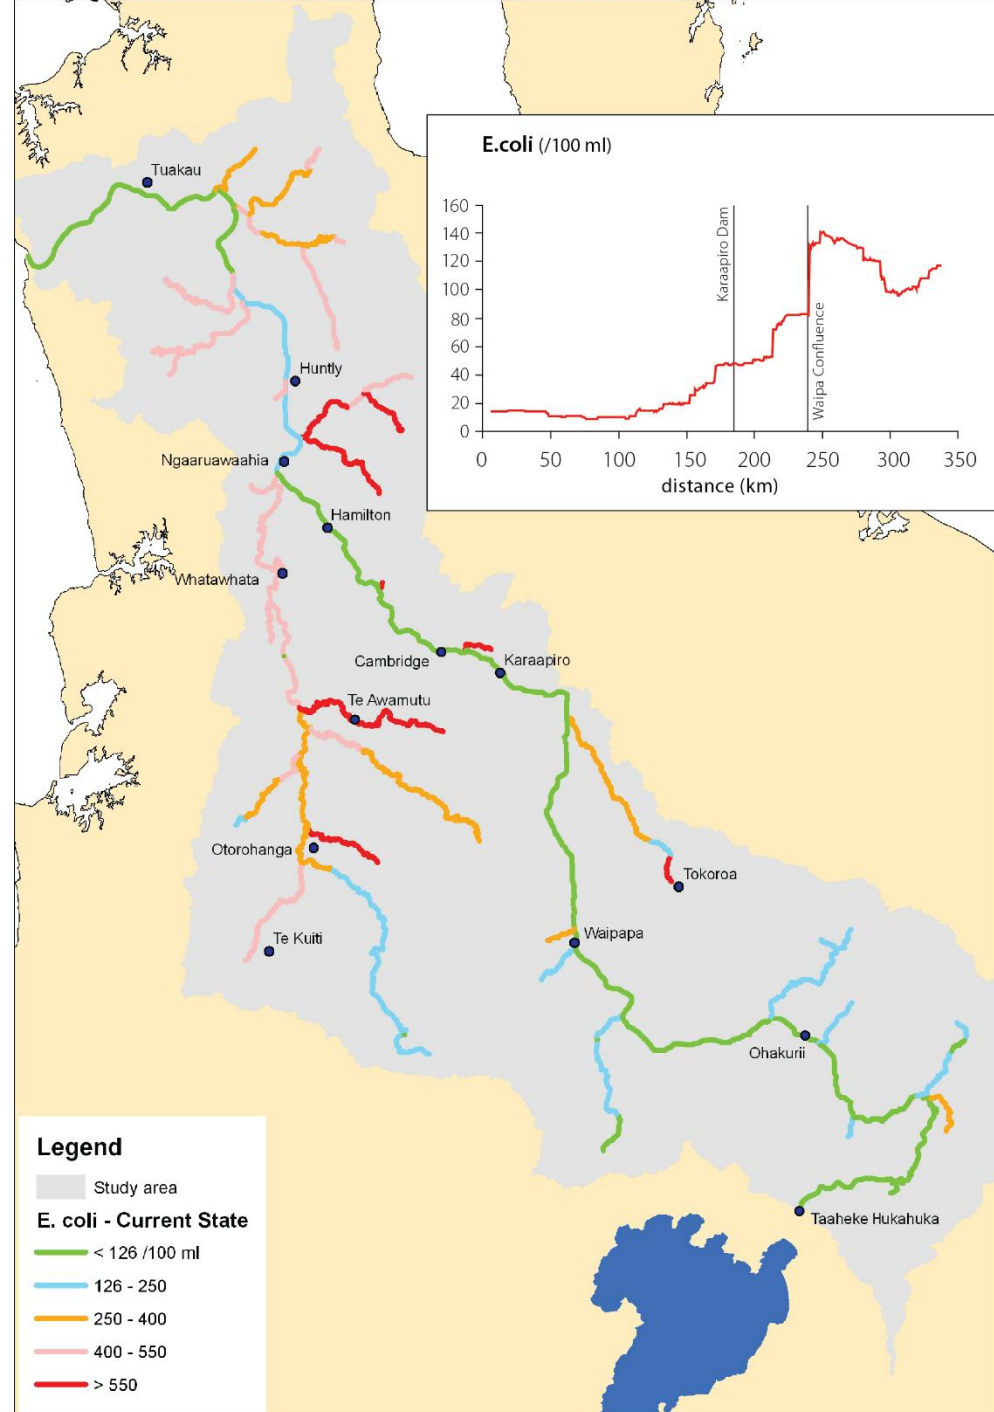 Tuakau
E.coli (/100 ml)
160
140
120
100
80
60
40
20
0
Karaapiro Dam
Waipa Confluence
0 50 100 150 200 250 300 350
distance (km)
Huntly
Ngaaruawaahia
Hamilton
Whatawhata
Cambridge
Karaapiro
Te Awamutu
Otorohanga
Tokoroa
Te Kuiti
Waipapa
Ohakurii
Taaheke Hukahuka
Legend
Study area
E. coli - Current State
< 126 /100 ml
126 - 250
250 - 400
400 - 550
> 550